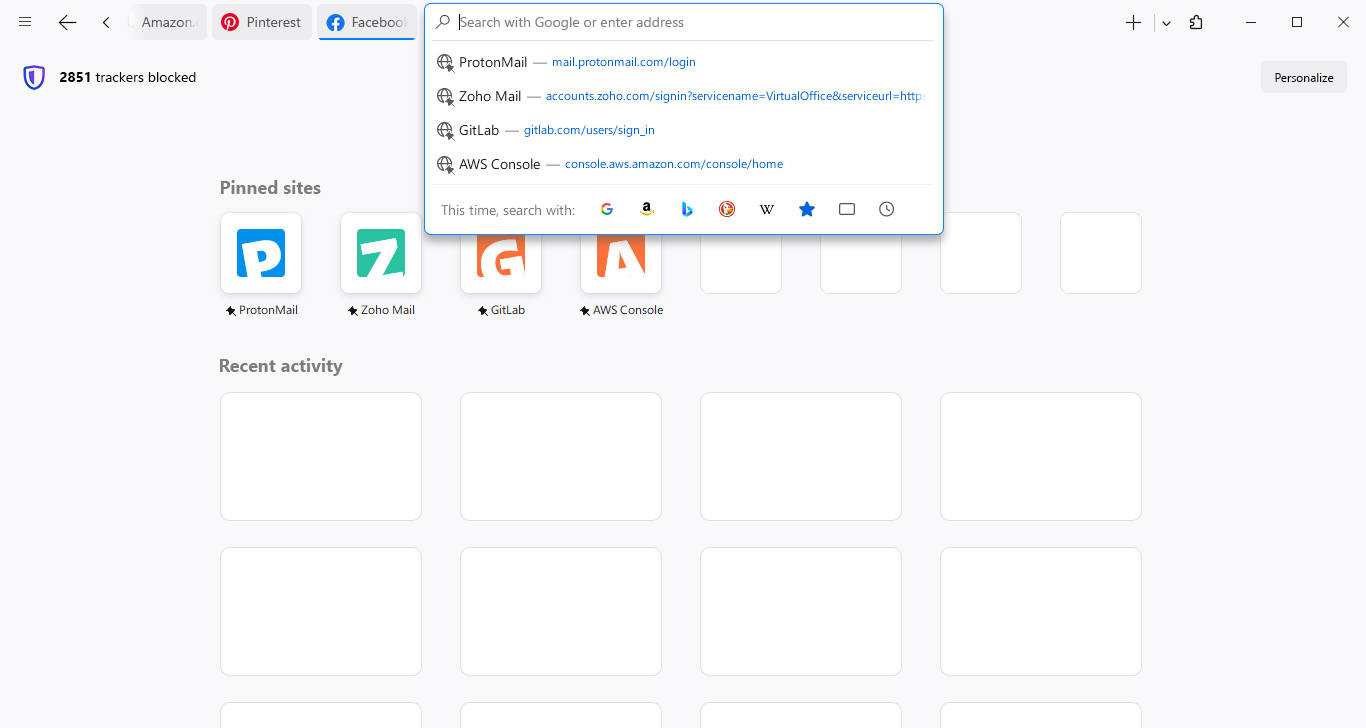 Amazon.
Pinterest
Facebook
Search with Google or enter address
2851 trackers blocked
Personalize
ProtonMail — mail.protonmail.com/login
Zoho Mail — accounts.zoho.com/signin?servicename=VirtualOffice&serviceurl=https
GitLab — gitlab.com/users/sign_in
AWS Console — console.aws.amazon.com/console/home
This time, search with:
Pinned sites
ProtonMail
Zoho Mail
GitLab
AWS Console
Recent activity